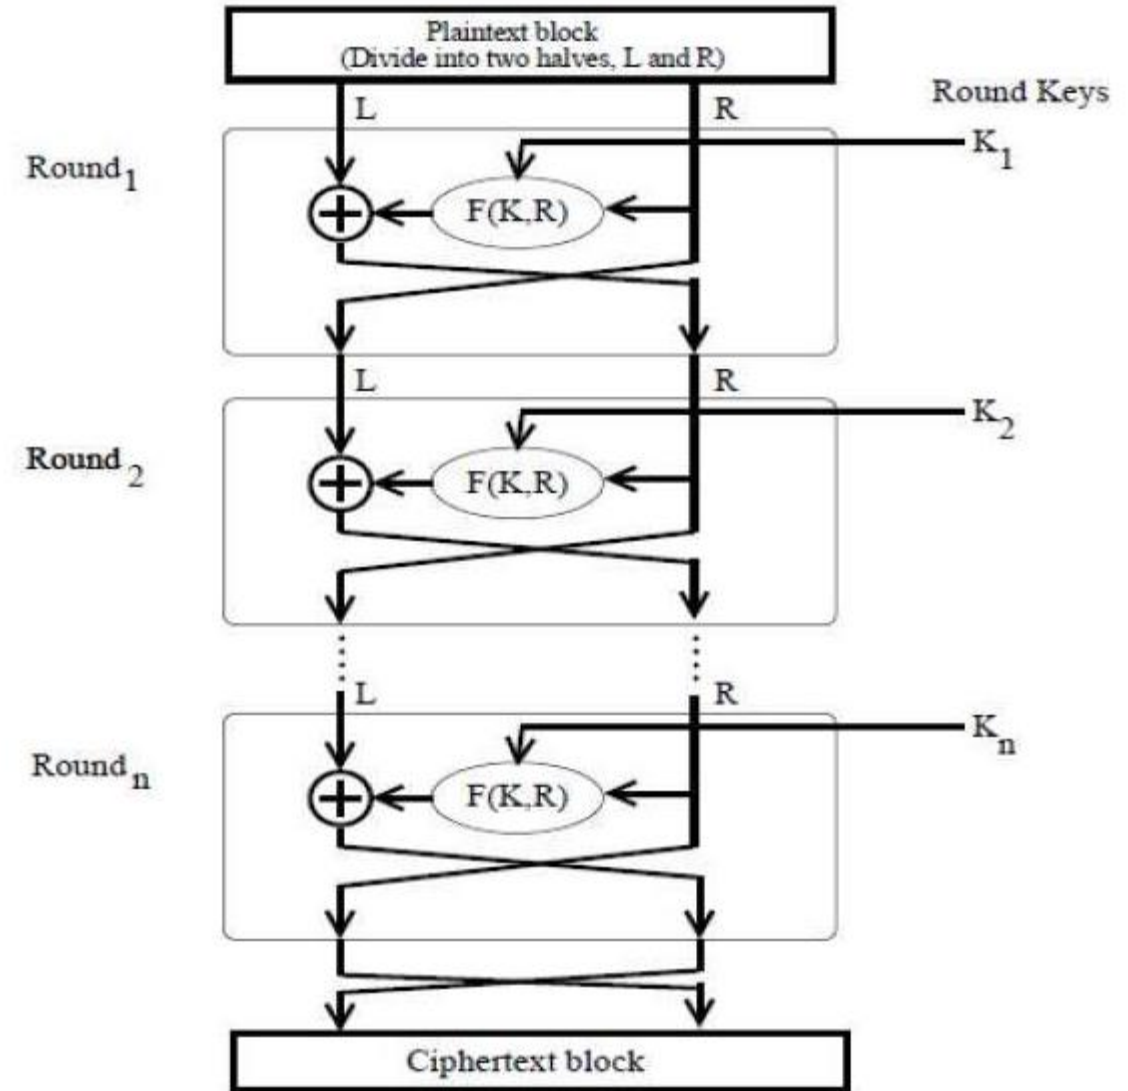 Plaintext block
(Divide into two halves, L and R)
Round Keys
L
R
K1
Round1
F(K,R)
L
R
K2
Round2
F(K,R)
L
R
Kn
Roundn
F(K,R)
Ciphertext block